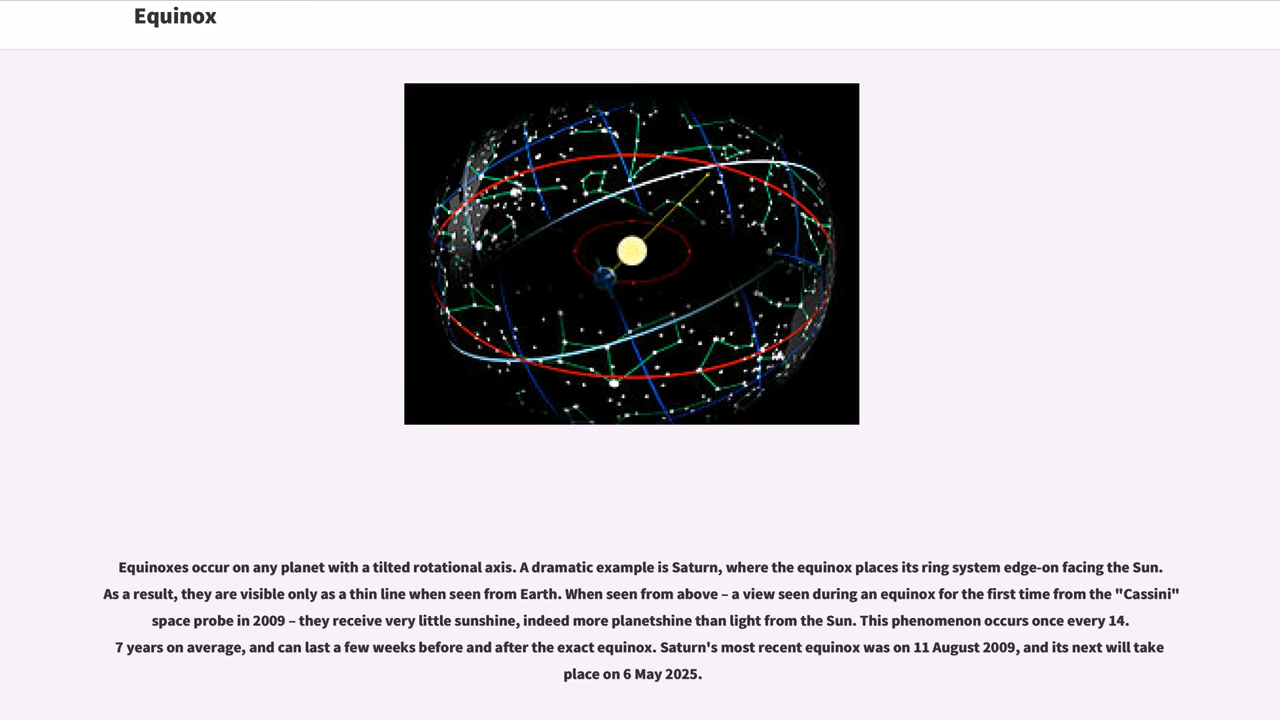 Equinox
Equinoxes occur on any planet with a tilted rotational axis. A dramatic example is Saturn, where the equinox places its ring system edge-on facing the Sun.
As a result, they are visible only as a thin line when seen from Earth. When seen from above – a view seen during an equinox for the first time from the "Cassini"
space probe in 2009 – they receive very little sunshine, indeed more planetshine than light from the Sun. This phenomenon occurs once every 14.
7 years on average, and can last a few weeks before and after the exact equinox. Saturn's most recent equinox was on 11 August 2009, and its next will take
place on 6 May 2025.